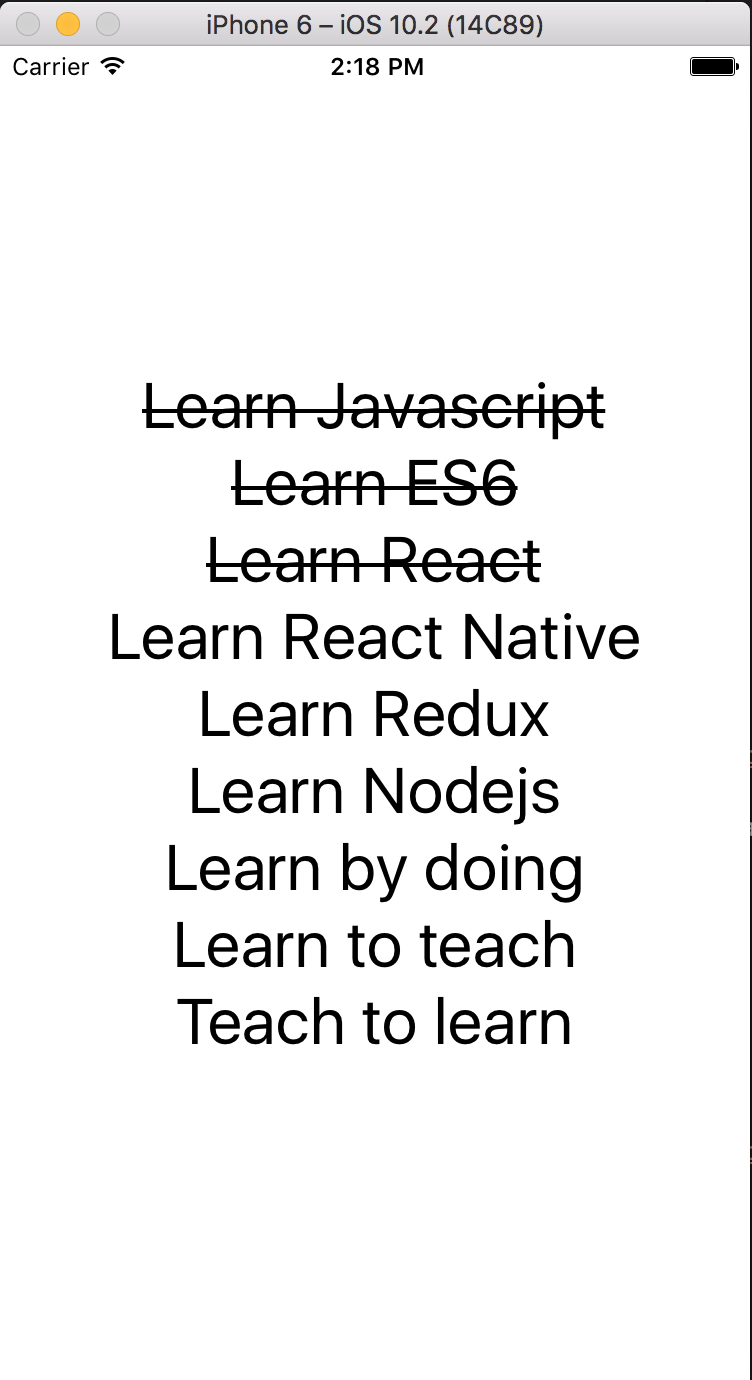 iPhone 6 – iOS 10.2 (14C89)
Carrier 2:18 PM
Learn Javascript
Learn ES6
Learn React
Learn React Native
Learn Redux
Learn Nodejs
Learn by doing
Learn to teach
Teach to learn